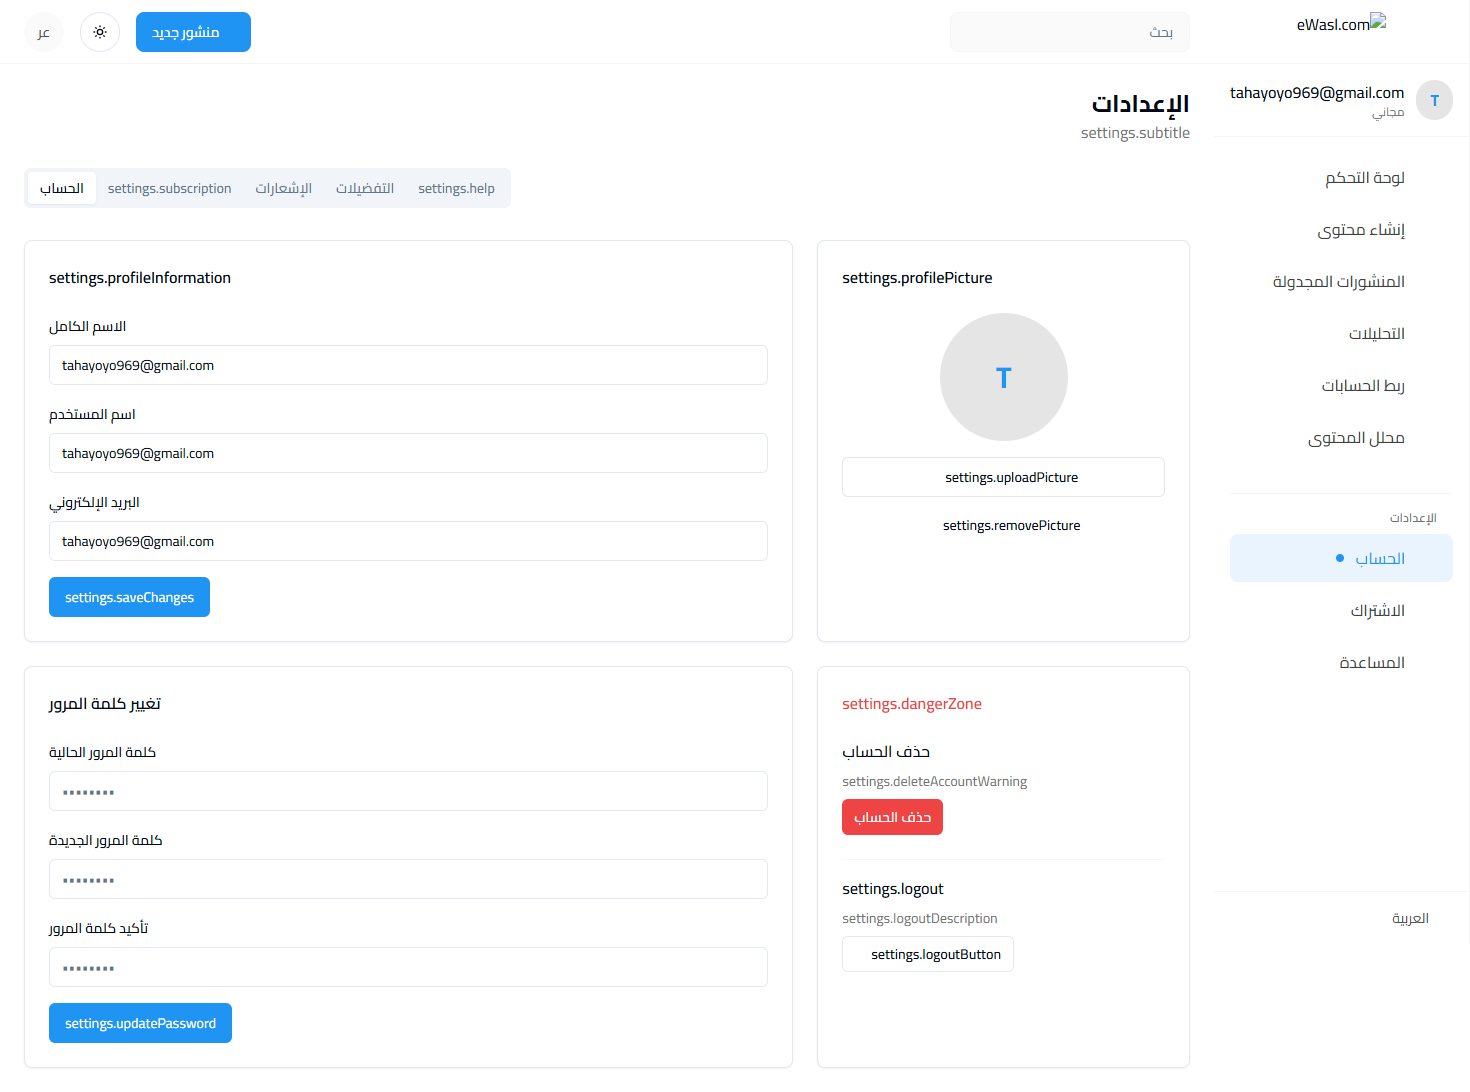 eWasl.com
بحث
منشور جديد
عر
tahayoyo969@gmail.com
مجاني
T
لوحة التحكم
إنشاء محتوى
المنشورات المجدولة
التحليلات
ربط الحسابات
محلل المحتوى
الإعدادات
الحساب
الاشتراك
المساعدة
العربية
الإعدادات
settings.subtitle
الحساب
settings.subscription
الإشعارات
التفضيلات
settings.help
settings.profilePicture
T
settings.uploadPicture
settings.removePicture
settings.profileInformation
الاسم الكامل
tahayoyo969@gmail.com
اسم المستخدم
tahayoyo969@gmail.com
البريد الإلكتروني
tahayoyo969@gmail.com
settings.saveChanges
settings.dangerZone
حذف الحساب
settings.deleteAccountWarning
حذف الحساب
settings.logout
settings.logoutDescription
settings.logoutButton
تغيير كلمة المرور
كلمة المرور الحالية
••••••••
كلمة المرور الجديدة
••••••••
تأكيد كلمة المرور
••••••••
settings.updatePassword